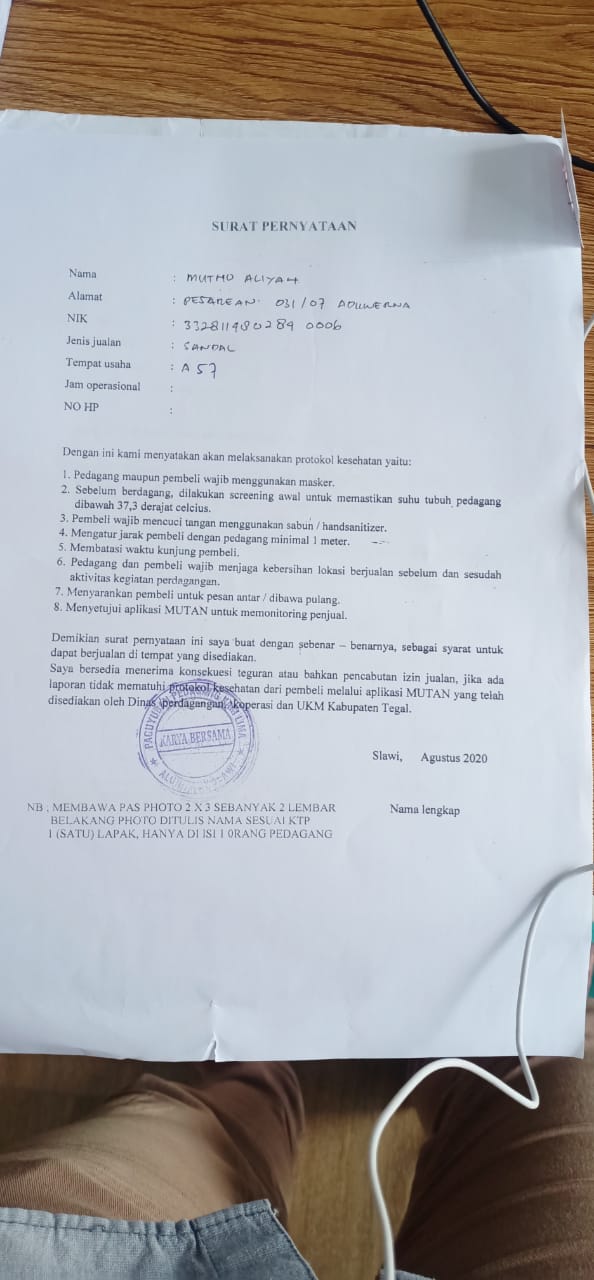 SURAT PERNYATAAN
Nama : MUTHO ALIYAH
Alamat : PESAREAN 031/07 ADIWERNA
NIK : 332811480289 0006
Jenis jualan : SANDAL
Tempat usaha : A 57
Jam operasional :
NO HP :
Dengan ini kami menyatakan akan melaksanakan protokol kesehatan yaitu:
1. Pedagang maupun pembeli wajib menggunakan masker.
2. Sebelum berdagang, dilakukan screening awal untuk memastikan suhu tubuh pedagang
dibawah 37,3 derajat celcius.
3. Pembeli wajib mencuci tangan menggunakan sabun / handsanitizer.
4. Mengatur jarak pembeli dengan pedagang minimal 1 meter.
5. Membatasi waktu kunjung pembeli.
6. Pedagang dan pembeli wajib menjaga kebersihan lokasi berjualan sebelum dan sesudah
aktivitas kegiatan perdagangan.
7. Menyarankan pembeli untuk pesan antar / dibawa pulang.
8. Menyetujui aplikasi MUTAN untuk memonitoring penjual.
Demikian surat pernyataan ini saya buat dengan sebenar – benarnya, sebagai syarat untuk
dapat berjualan di tempat yang disediakan.
Saya bersedia menerima konsekuesi teguran atau bahkan pencabutan izin jualan, jika ada
laporan tidak mematuhi protokol kesehatan dari pembeli melalui aplikasi MUTAN yang telah
disediakan oleh Dinas perdagangan, koperasi dan UKM Kabupaten Tegal.
PAGUYUBAN PEDAGANG KAKI LIMA
KARYA BERSAMA
Slawi, Agustus 2020
NB : MEMBAWA PAS PHOTO 2 X 3 SEBANYAK 2 LEMBAR
BELAKANG PHOTO DITULIS NAMA SESUAI KTP
1 (SATU) LAPAK, HANYA DI ISI 1 0RANG PEDAGANG
Nama lengkap